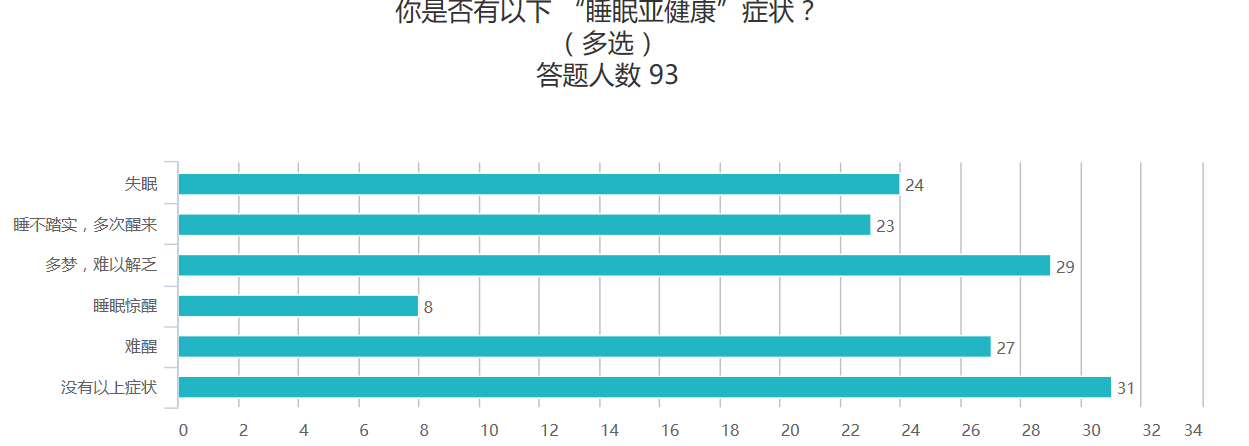 你是否有以下 “睡眠亚健康”症状？
（多选）
答题人数 93
失眠
24
睡不踏实，多次醒来
23
多梦，难以解乏
29
睡眠惊醒
8
难醒
27
没有以上症状
31
0 2 4 6 8 10 12 14 16 18 20 22 24 26 28 30 32 34